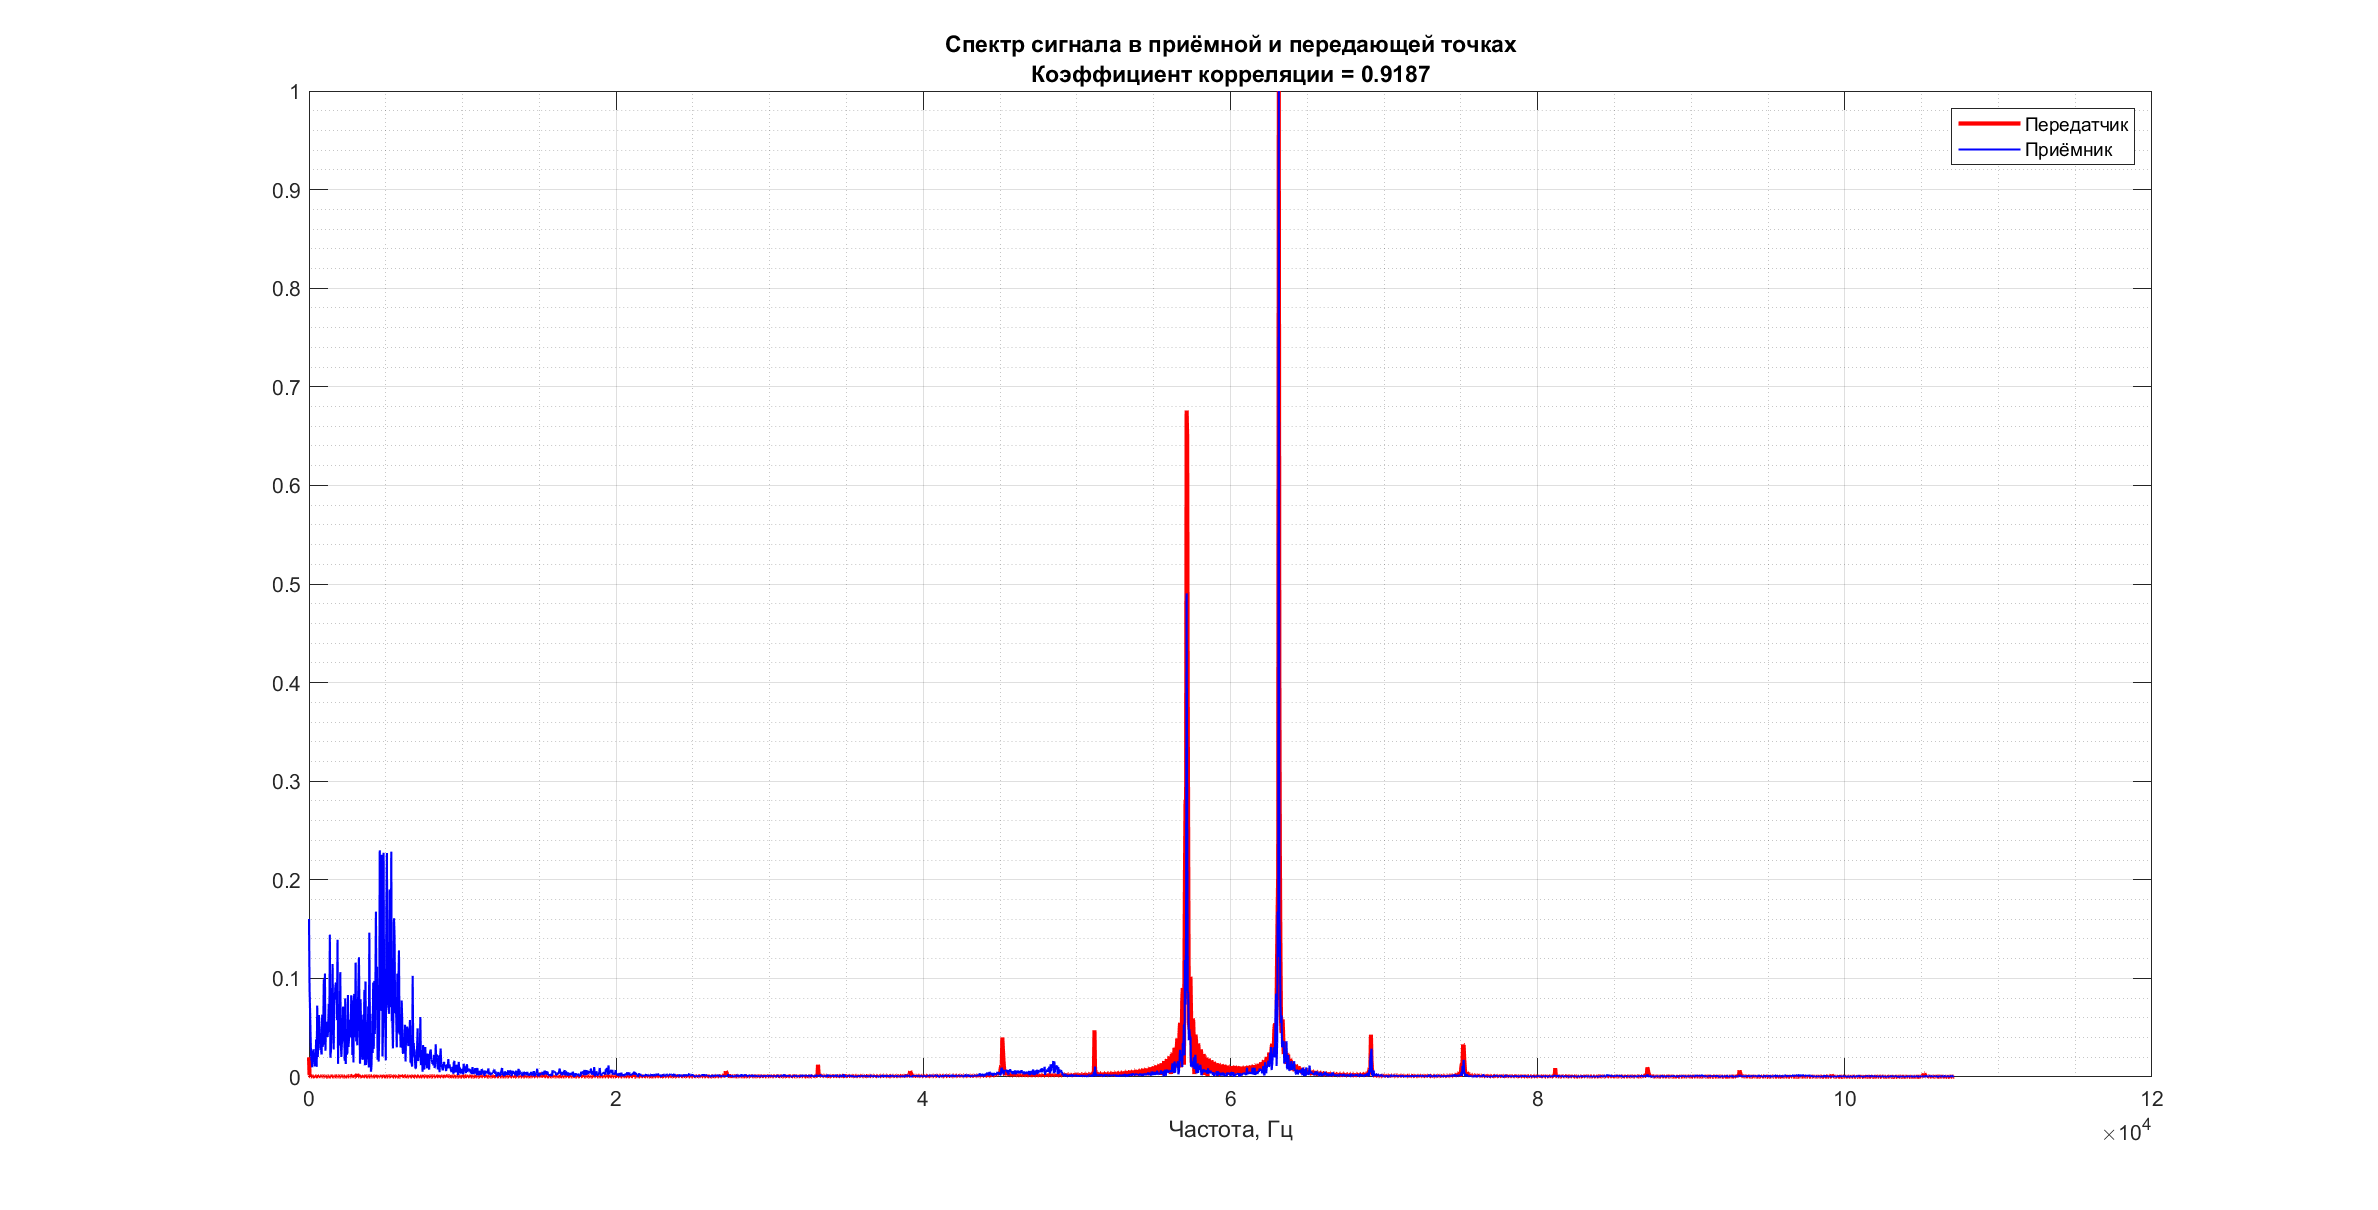 Спектр сигнала в приёмной и передающей точках
Коэффициент корреляции = 0.9187
1
0.9
0.8
0.7
0.6
0.5
0.4
0.3
0.2
0.1
0
Передатчик
Приёмник
0 2 4 6 8 10 12
×10⁴
Частота, Гц